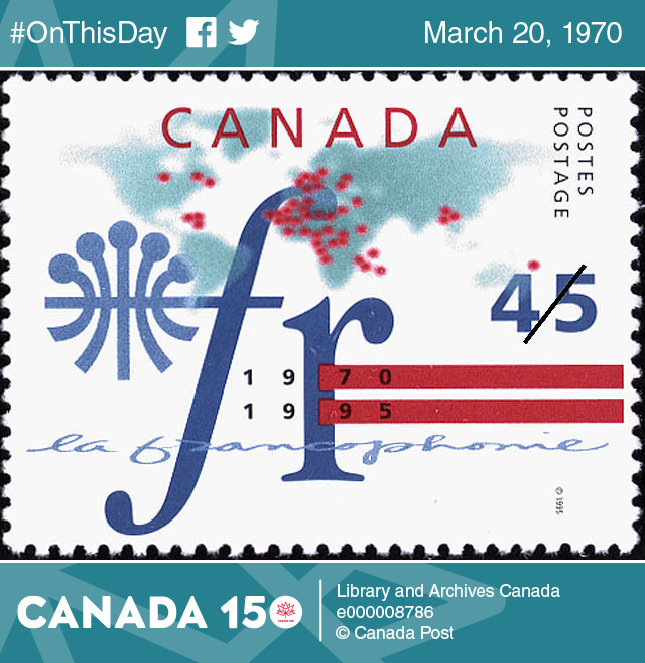 #OnThisDay
March 20, 1970
CANADA
POSTES
POSTAGE
45
fr
1970
1995
la francophonie
© 1995
CANADA 150
Library and Archives Canada
e000008786
© Canada Post